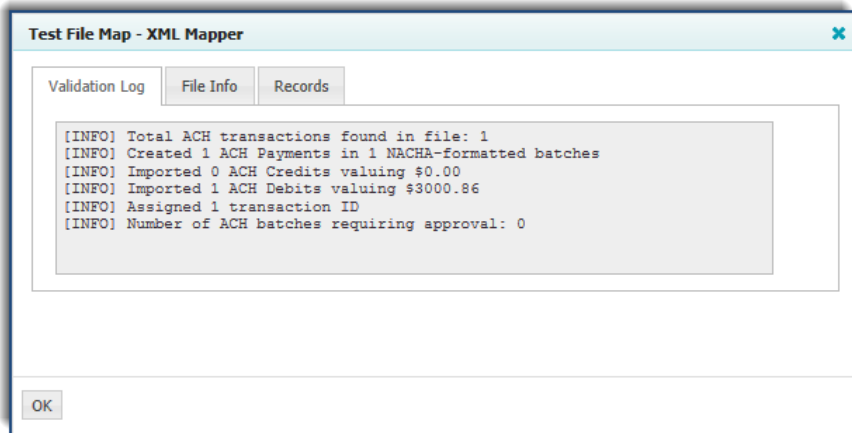 Test File Map - XML Mapper
Validation Log File Info Records
[INFO] Total ACH transactions found in file: 1
[INFO] Created 1 ACH Payments in 1 NACHA-formatted batches
[INFO] Imported 0 ACH Credits valuing $0.00
[INFO] Imported 1 ACH Debits valuing $3000.86
[INFO] Assigned 1 transaction ID
[INFO] Number of ACH batches requiring approval: 0
OK